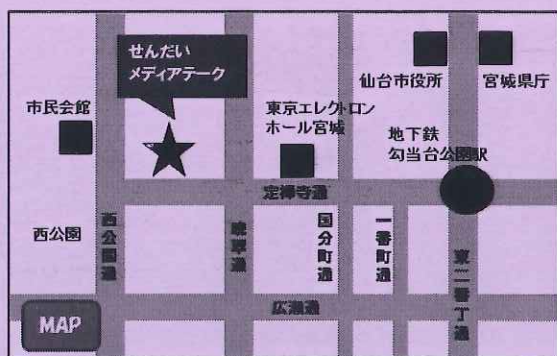 せんだい
メディアテーク
市民会館
東京エレクトロン
ホール宮城
仙台市役所
宮城県庁
地下鉄
勾当台公園駅
定禅寺通
西公園
西公園通
晩翠通
国分町通
一番町通
東二番丁通
広瀬通
MAP